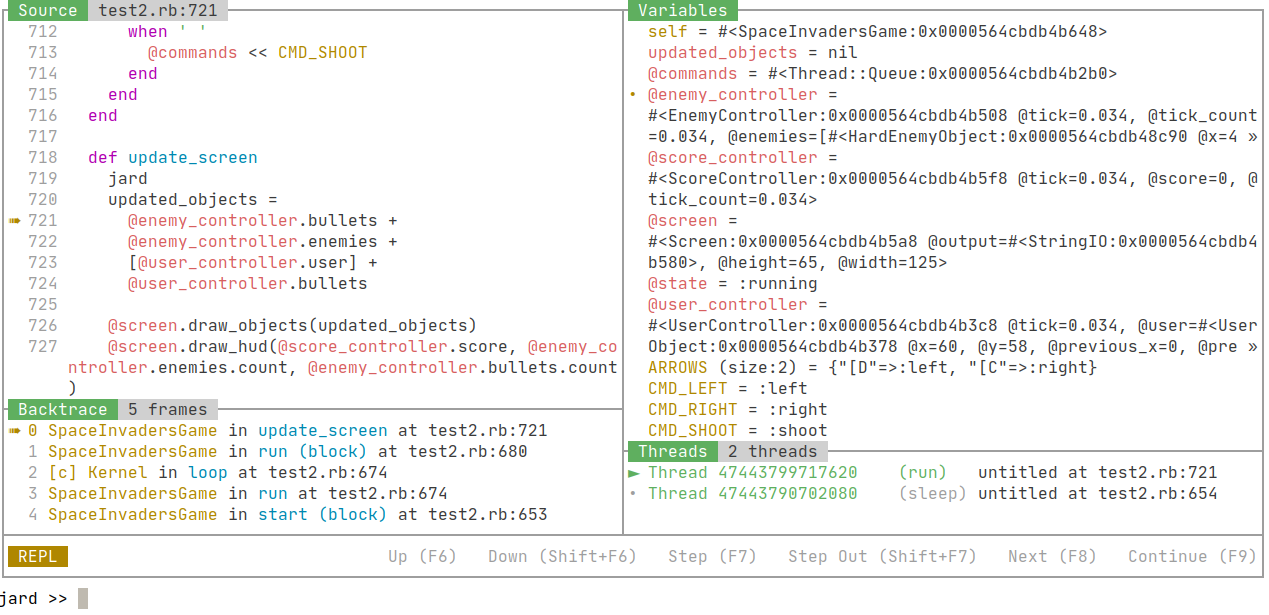 Source test2.rb:721
712 when ' '
713 @commands << CMD_SHOOT
714 end
715 end
716 end
717
718 def update_screen
719 jard
720 updated_objects =
➠ 721 @enemy_controller.bullets +
722 @enemy_controller.enemies +
723 [@user_controller.user] +
724 @user_controller.bullets
725
726 @screen.draw_objects(updated_objects)
727 @screen.draw_hud(@score_controller.score, @enemy_co
ntroller.enemies.count, @enemy_controller.bullets.count
)
Backtrace 5 frames
➠ 0 SpaceInvadersGame in update_screen at test2.rb:721
1 SpaceInvadersGame in run (block) at test2.rb:680
2 [c] Kernel in loop at test2.rb:674
3 SpaceInvadersGame in run at test2.rb:674
4 SpaceInvadersGame in start (block) at test2.rb:653
Variables
self = #<SpaceInvadersGame:0x0000564cbdb4b648>
updated_objects = nil
@commands = #<Thread::Queue:0x0000564cbdb4b2b0>
• @enemy_controller =
#<EnemyController:0x0000564cbdb4b508 @tick=0.034, @tick_count
=0.034, @enemies=[#<HardEnemyObject:0x0000564cbdb48c90 @x=4 »
@score_controller =
#<ScoreController:0x0000564cbdb4b5f8 @tick=0.034, @score=0, @
tick_count=0.034>
@screen =
#<Screen:0x0000564cbdb4b5a8 @output=#<StringIO:0x0000564cbdb4
b580>, @height=65, @width=125>
@state = :running
@user_controller =
#<UserController:0x0000564cbdb4b3c8 @tick=0.034, @user=#<User
Object:0x0000564cbdb4b378 @x=60, @y=58, @previous_x=0, @pre »
ARROWS (size:2) = {"[D"=>:left, "[C"=>:right}
CMD_LEFT = :left
CMD_RIGHT = :right
CMD_SHOOT = :shoot
Threads 2 threads
► Thread 47443799717620 (run) untitled at test2.rb:721
• Thread 47443790702080 (sleep) untitled at test2.rb:654
REPL Up (F6) Down (Shift+F6) Step (F7) Step Out (Shift+F7) Next (F8) Continue (F9)
jard >>